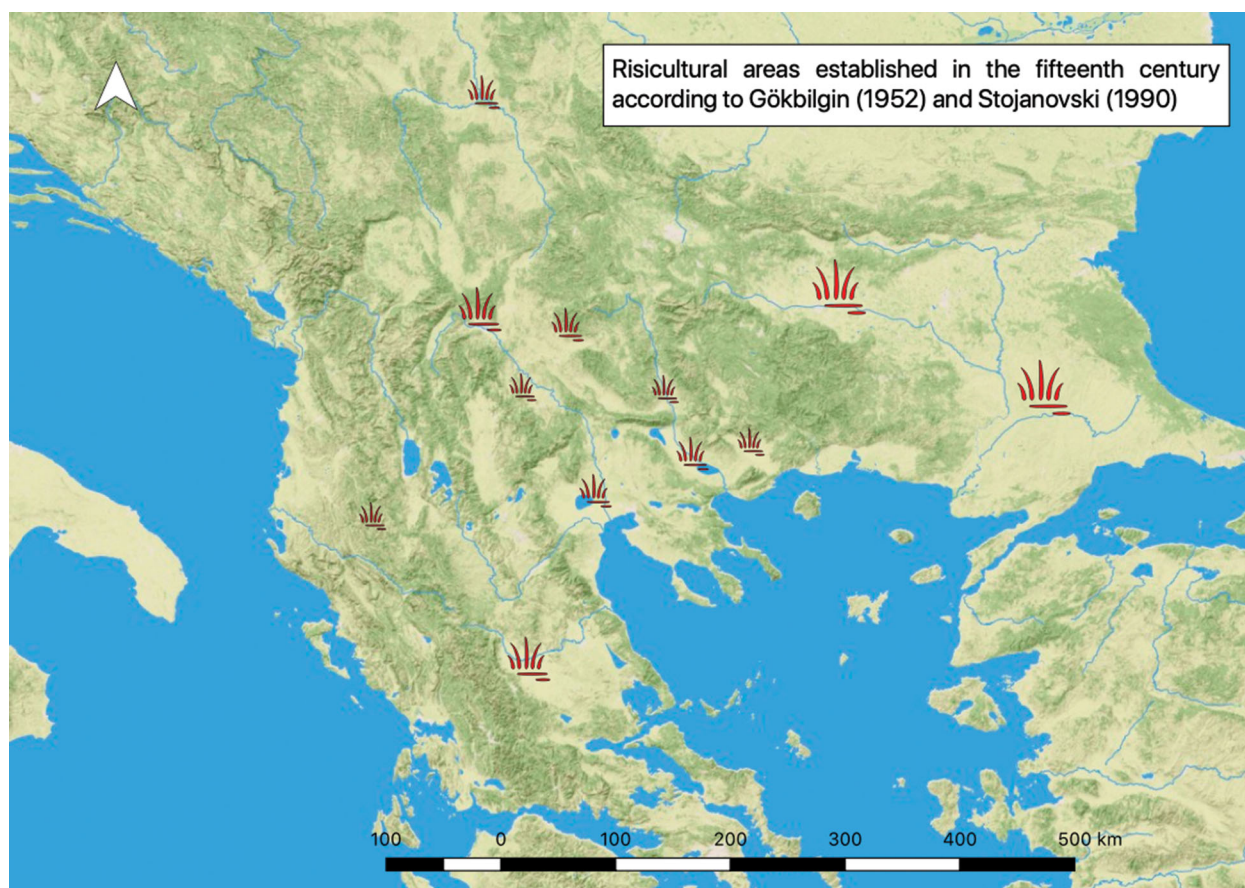 Risicultural areas established in the fifteenth century
according to Gökbilgin (1952) and Stojanovski (1990)
100 0 100 200 300 400 500 km